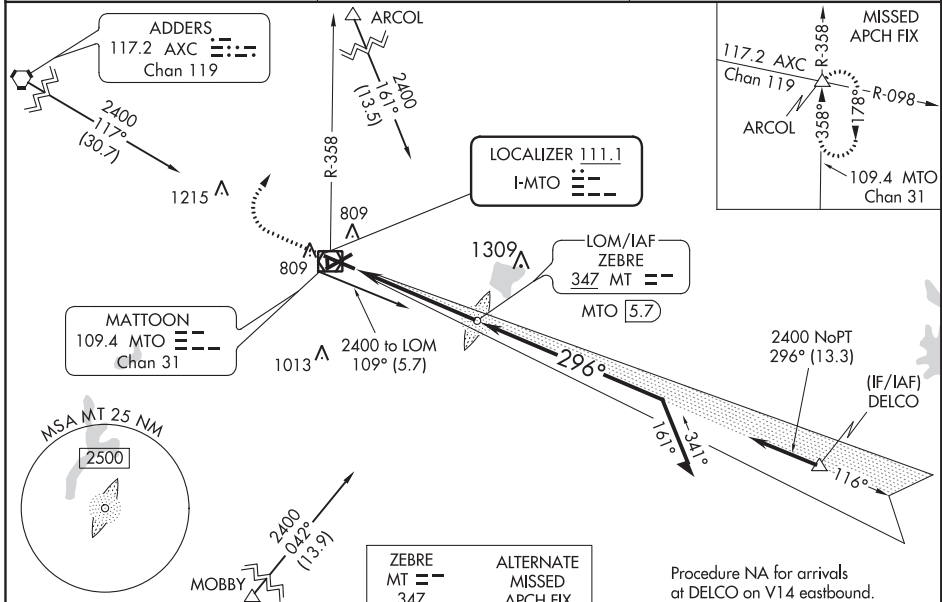 ADDERS
117.2 AXC
Chan 119
2400
117°
(30.7)
ARCOL
2400
161°
(13.5)
R-358
LOCALIZER 111.1
I-MTO
MISSED
APCH FIX
117.2 AXC
Chan 119
R-358
R-098
358°
178°
ARCOL
109.4 MTO
Chan 31
1215
809
809
1309
LOM/IAF
ZEBRE
347 MT
MTO 5.7
MATTOON
109.4 MTO
Chan 31
1013
2400 to LOM
109° (5.7)
296°
2400 NoPT
296° (13.3)
(IF/IAF)
DELCO
161°
341°
116°
MSA MT 25 NM
2500
2400
042°
(13.9)
MOBBY
ZEBRE
MT
347
ALTERNATE
MISSED
APCH FIX
Procedure NA for arrivals
at DELCO on V14 eastbound.